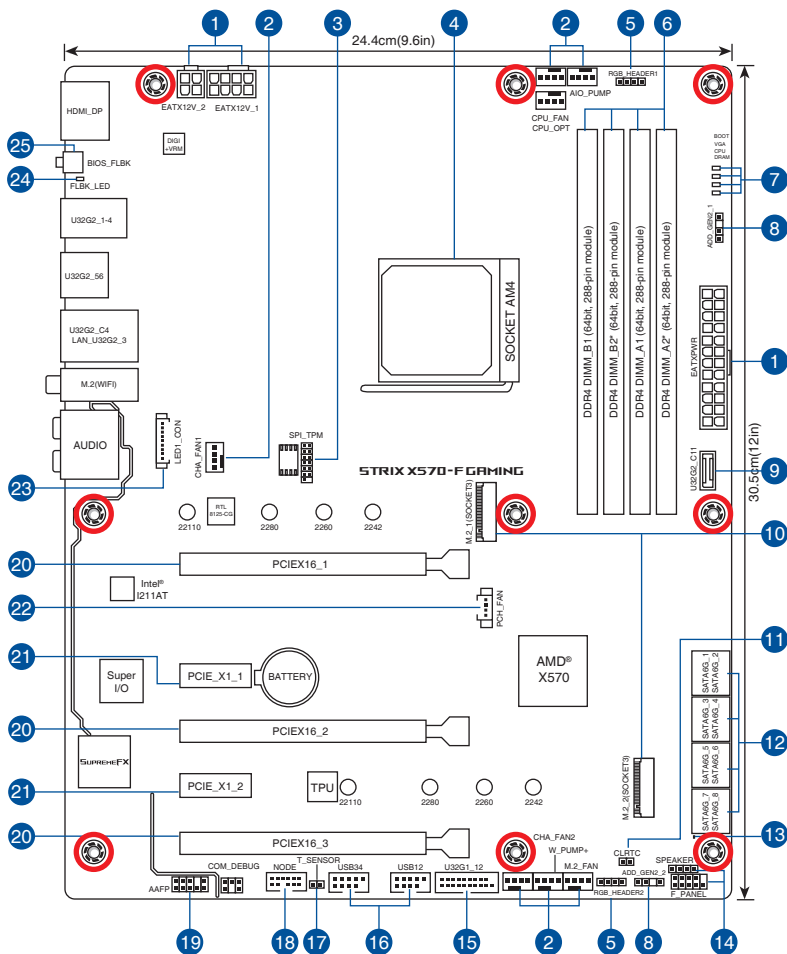 1
2
3
4
2
5
24.4cm(9.6in)
RGB_HEADER1
AIO_PUMP
HDMI_DP
EATX12V_2
EATX12V_1
CPU_FAN
CPU_OPT
6
DIGI
+VRM
BOOT
VGA
CPU
DRAM
25
BIOS_FLBK
24
FLBK_LED
7
ADD_GEN2_1
8
U32G2_1-4
U32G2_56
SOCKET AM4
DDR4 DIMM_B1 (64bit, 288-pin module)
DDR4 DIMM_B2* (64bit, 288-pin module)
DDR4 DIMM_A1 (64bit, 288-pin module)
DDR4 DIMM_A2* (64bit, 288-pin module)
U32G2_C4
LAN_U32G2_3
EATXPWR
1
M.2(WIFI)
AUDIO
LED1_CON
CHA_FAN1
SPI_TPM
STRIX X570-F GAMING
U32G2_C11
9
30.5cm(12in)
23
M.2_1(SOCKET3)
22110
RTL
8125-CG
2280
2260
2242
10
20
PCIEX16_1
Intel®
I211AT
22
PCH_FAN
11
21
Super
I/O
PCIE_X1_1
BATTERY
AMD®
X570
SATA6G_1
SATA6G_2
SATA6G_3
SATA6G_4
20
PCIEX16_2
12
SUPREMEFX
SATA6G_5
SATA6G_6
21
PCIE_X1_2
TPU
22110
2280
2260
2242
M.2_2(SOCKET3)
SATA6G_7
SATA6G_8
20
PCIEX16_3
13
CHA_FAN2
W_PUMP+
M.2_FAN
CLRTC
SPEAKER
AAFP
COM_DEBUG
NODE
T_SENSOR
USB34
USB12
U32G1_12
RGB_HEADER2
ADD_GEN2_2
F_PANEL
19
18
17
16
15
2
5
8
14